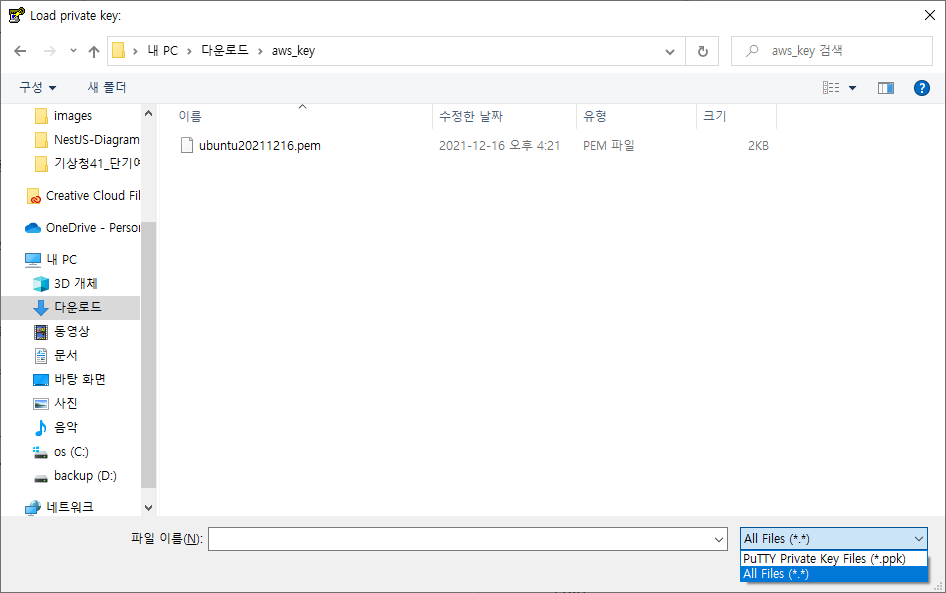 Load private key:
내 PC > 다운로드 > aws_key
aws_key 검색
구성
새 폴더
images
NestJS-Diagram
기상청41_단기예
Creative Cloud Fil
OneDrive - Person
내 PC
3D 개체
다운로드
동영상
문서
바탕 화면
사진
음악
os (C:)
backup (D:)
네트워크
이름 수정한 날짜 유형 크기
ubuntu20211216.pem 2021-12-16 오후 4:21 PEM 파일 2KB
파일 이름(N):
All Files (*.*)
PuTTY Private Key Files (*.ppk)
All Files (*.*)